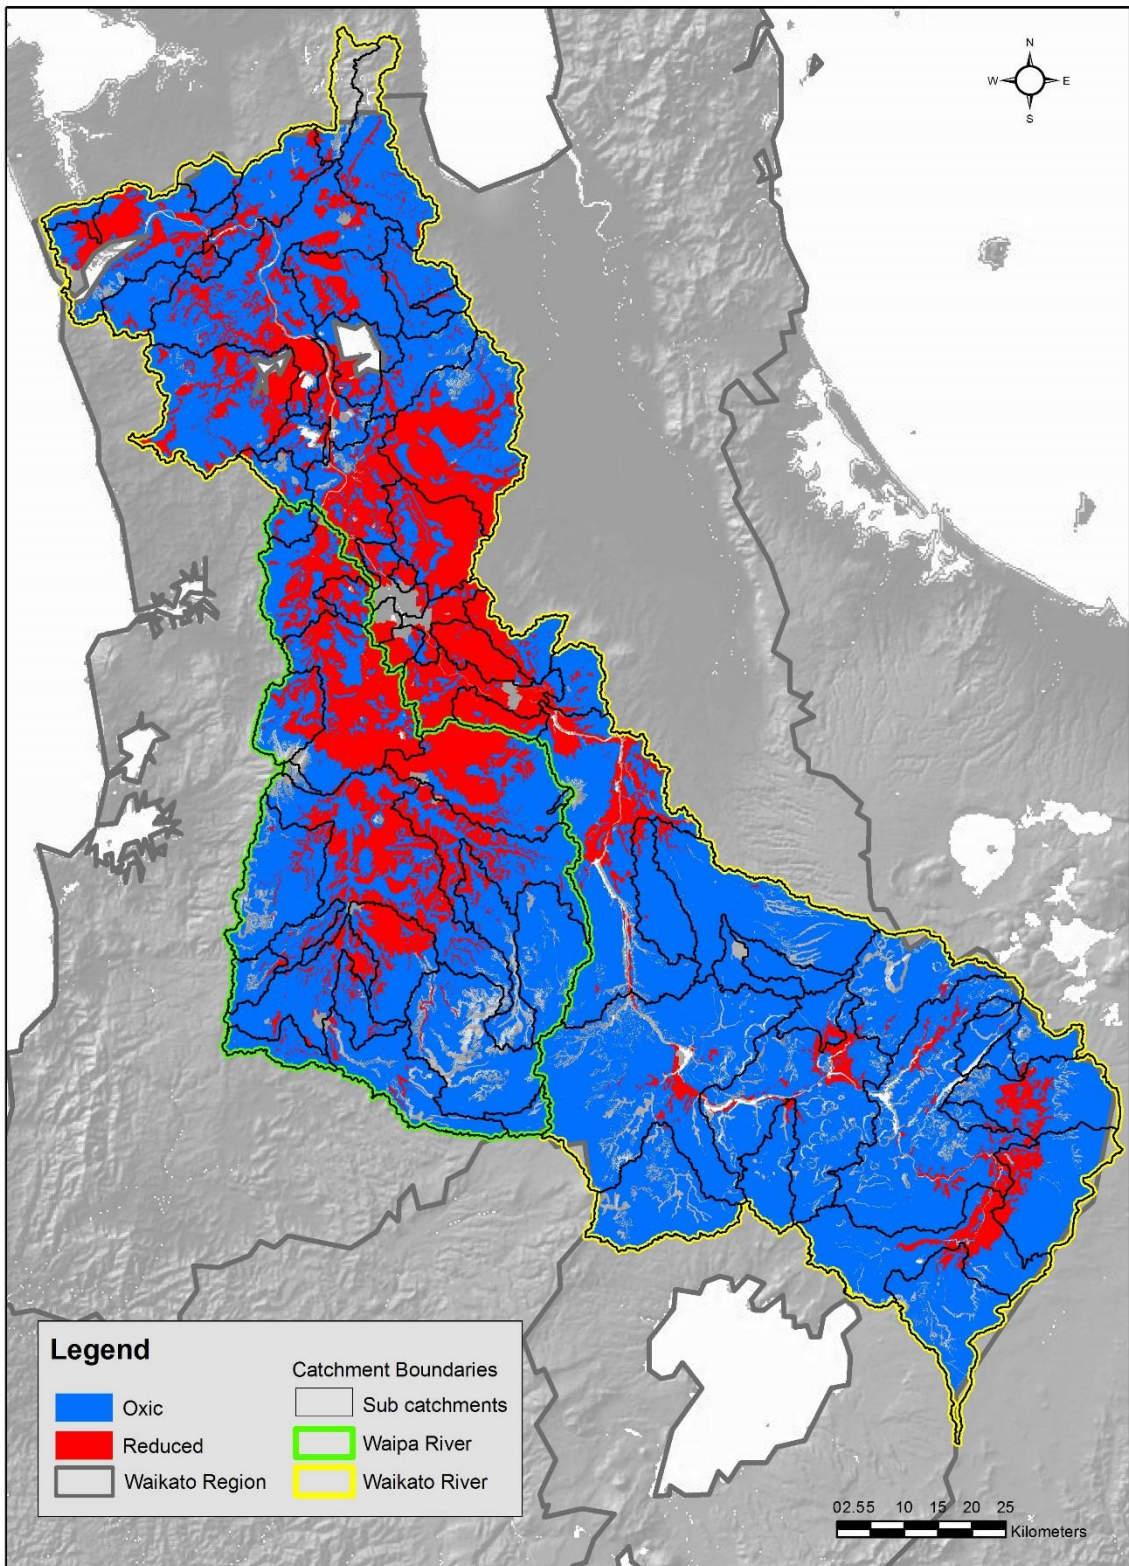 N
W E
S
Legend
Catchment Boundaries
Oxic
Sub catchments
Reduced
Waipa River
Waikato Region
Waikato River
02.55 10 15 20 25
Kilometers